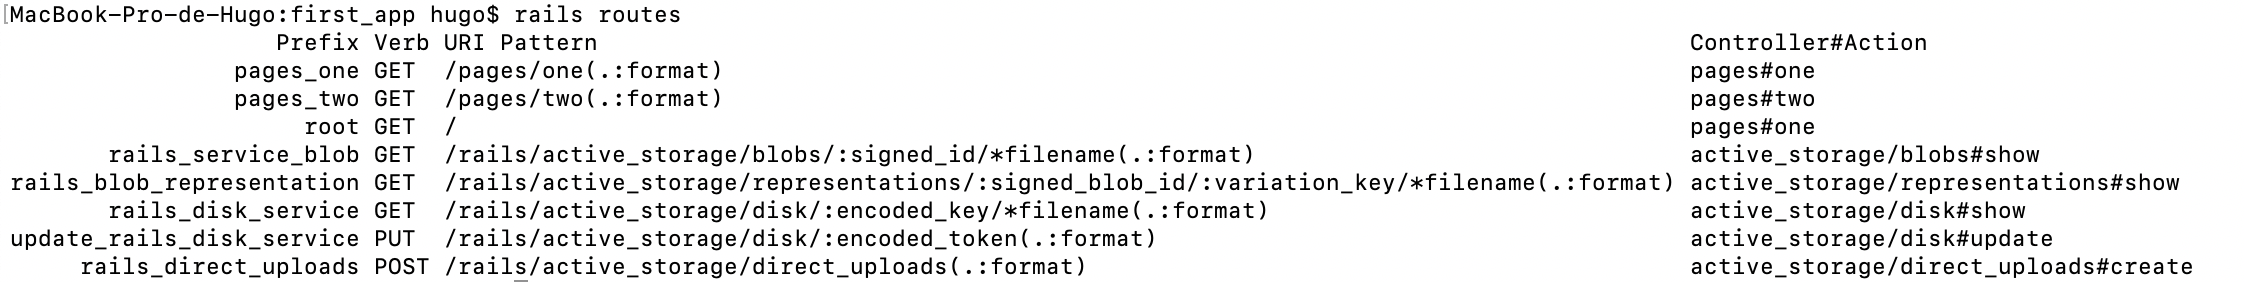 [MacBook-Pro-de-Hugo:first_app hugo$ rails routes
Prefix Verb URI Pattern Controller#Action
pages_one GET /pages/one(.:format) pages#one
pages_two GET /pages/two(.:format) pages#two
root GET / pages#one
rails_service_blob GET /rails/active_storage/blobs/:signed_id/*filename(.:format) active_storage/blobs#show
rails_blob_representation GET /rails/active_storage/representations/:signed_blob_id/:variation_key/*filename(.:format) active_storage/representations#show
rails_disk_service GET /rails/active_storage/disk/:encoded_key/*filename(.:format) active_storage/disk#show
update_rails_disk_service PUT /rails/active_storage/disk/:encoded_token(.:format) active_storage/disk#update
rails_direct_uploads POST /rails/active_storage/direct_uploads(.:format) active_storage/direct_uploads#create